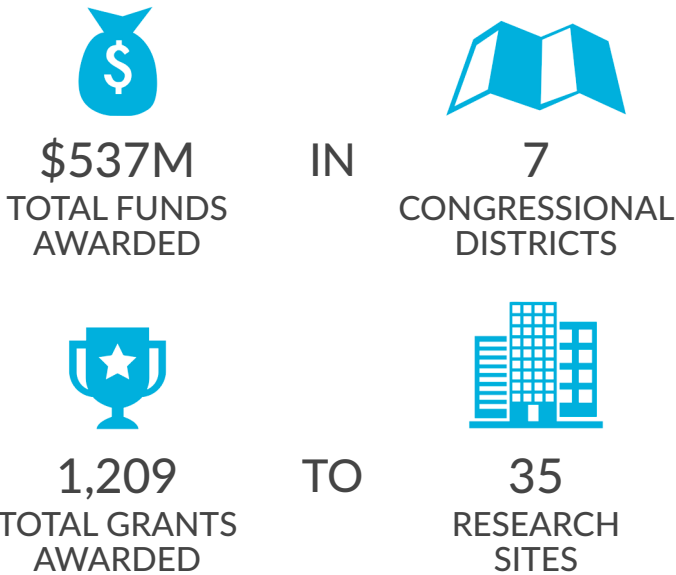 $
$537M
IN
7
TOTAL FUNDS
AWARDED
CONGRESSIONAL
DISTRICTS
1,209
TO
35
TOTAL GRANTS
AWARDED
RESEARCH
SITES